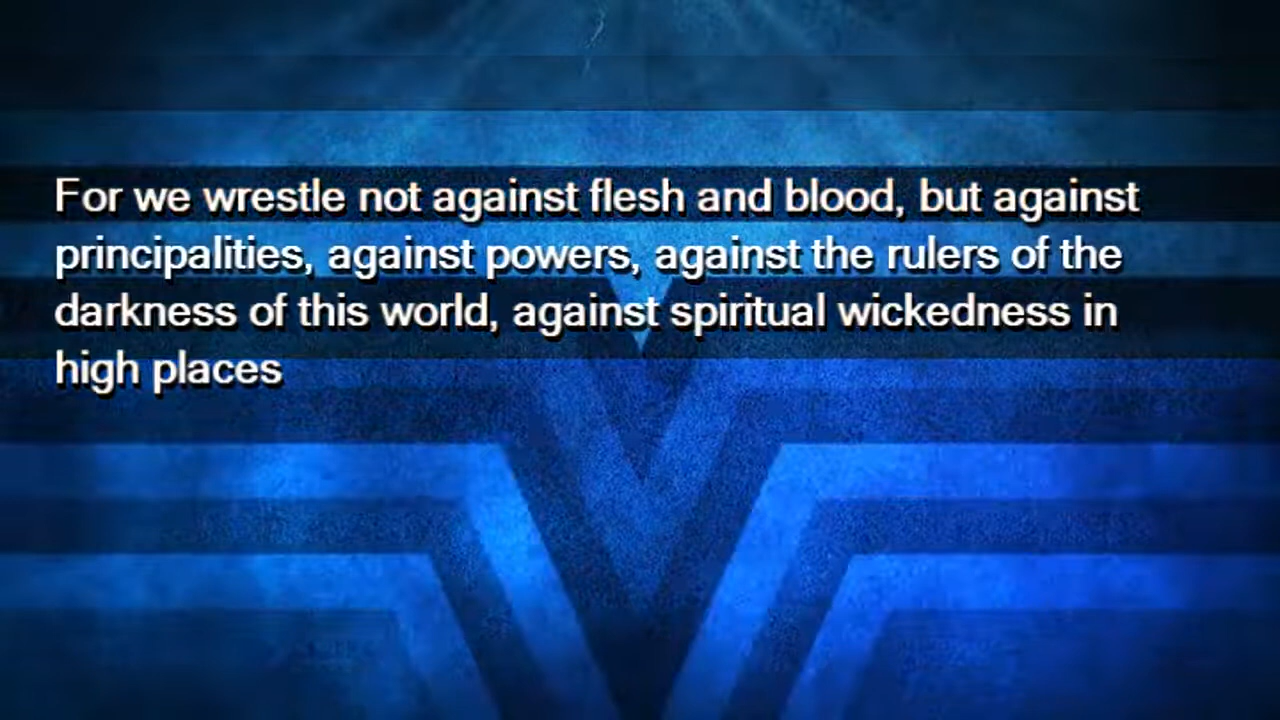 For we wrestle not against flesh and blood, but against
principalities, against powers, against the rulers of the
darkness of this world, against spiritual wickedness in
high places